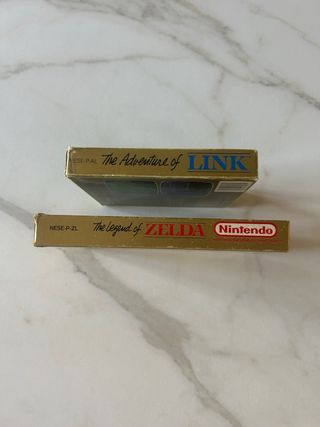 NESE-P-AL The Adventure of LINK
NESE-P-ZL The Legend of ZELDA Nintendo